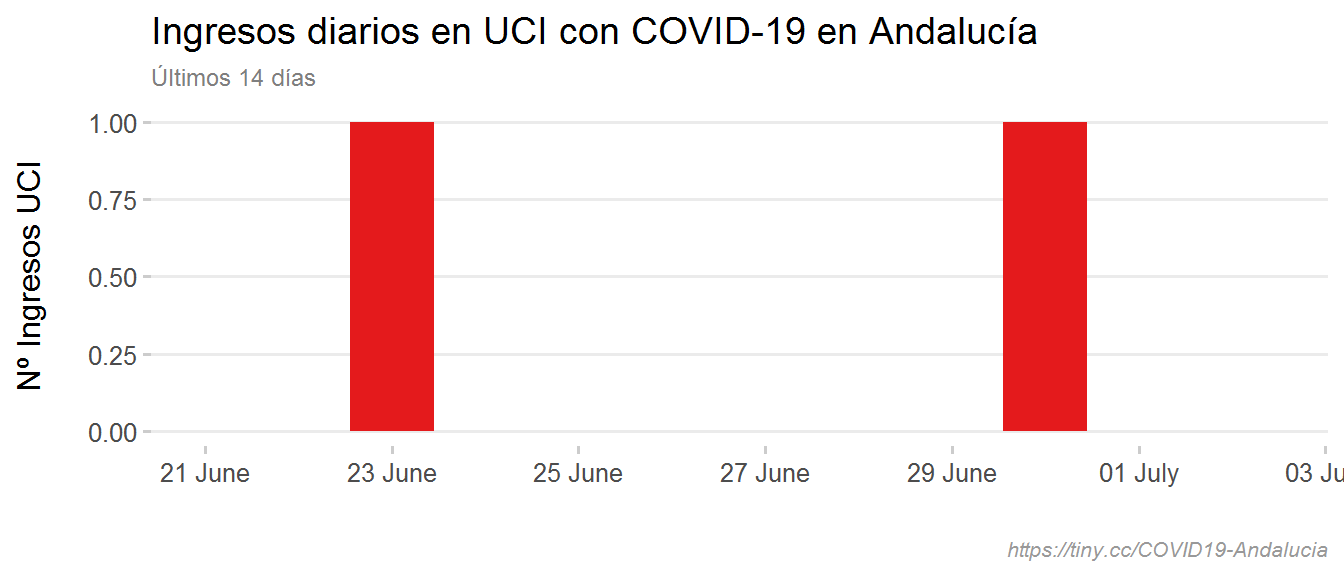 Ingresos diarios en UCI con COVID-19 en Andalucía
Últimos 14 días
Nº Ingresos UCI
1.00
0.75
0.50
0.25
0.00
21 June 23 June 25 June 27 June 29 June 01 July 03 Ju
https://tiny.cc/COVID19-Andalucia